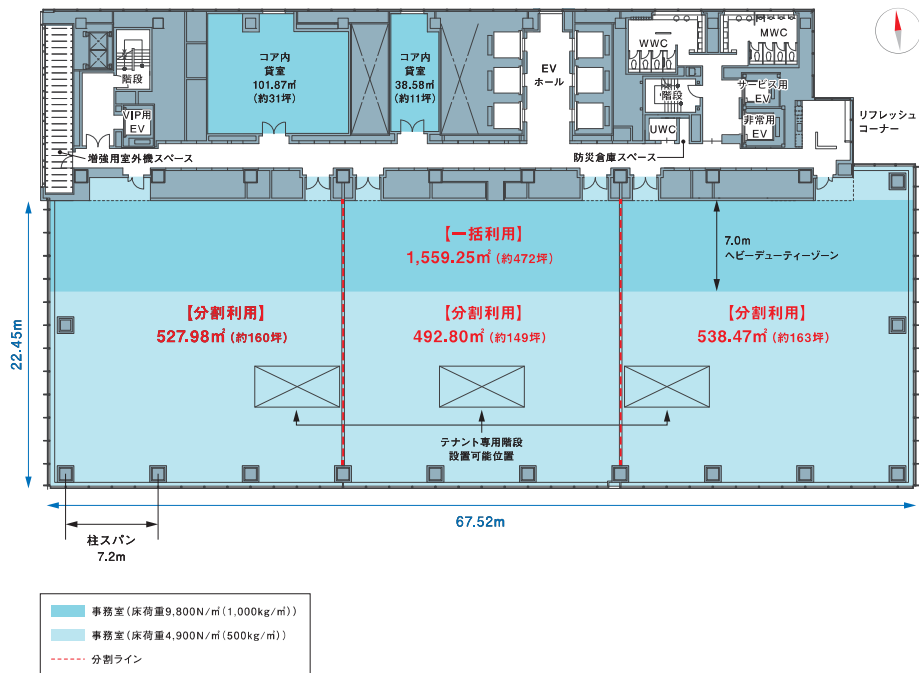 コア内
貸室
101.87㎡
(約31坪)
コア内
貸室
38.58㎡
(約11坪)
EV
ホール
WWC
MWC
階段
VIP用
EV
階段
サービス用
EV
非常用
EV
UWC
リフレッシュ
コーナー
増強用室外機スペース
防災倉庫スペース
【一括利用】
1,559.25㎡(約472坪)
7.0m
ヘビーデューティーゾーン
【分割利用】
527.98㎡(約160坪)
【分割利用】
492.80㎡(約149坪)
【分割利用】
538.47㎡(約163坪)
22.45m
テナント専用階段
設置可能位置
67.52m
柱スパン
7.2m
事務室(床荷重9,800N/㎡(1,000kg/㎡))
事務室(床荷重4,900N/㎡(500kg/㎡))
分割ライン